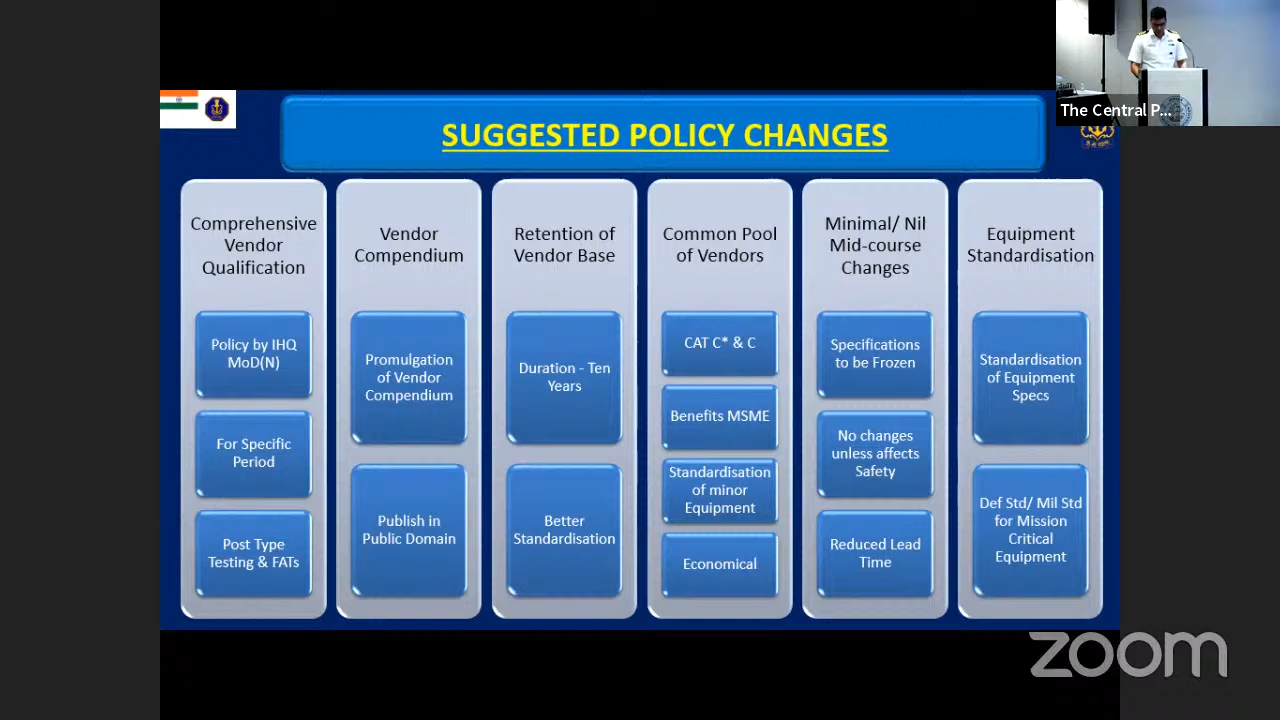 The Central P...
SUGGESTED POLICY CHANGES
Comprehensive
Vendor
Qualification
Policy by IHQ
MoD(N)
For Specific
Period
Post Type
Testing & FATs
Vendor
Compendium
Promulgation
of Vendor
Compendium
Publish in
Public Domain
Retention of
Vendor Base
Duration - Ten
Years
Better
Standardisation
Common Pool
of Vendors
CAT C* & C
Benefits MSME
Standardisation
of minor
Equipment
Economical
Minimal/ Nil
Mid-course
Changes
Specifications
to be Frozen
No changes
unless affects
Safety
Reduced Lead
Time
Equipment
Standardisation
Standardisation
of Equipment
Specs
Def Std/ Mil Std
for Mission
Critical
Equipment
zoom